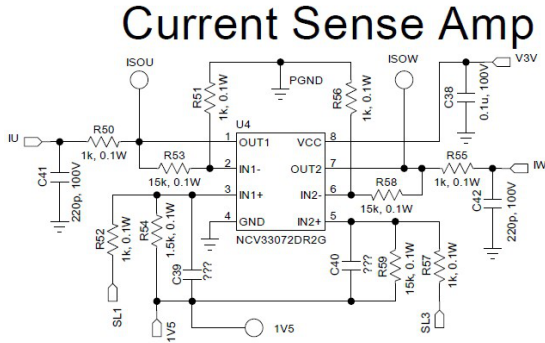 Current Sense Amp
ISOU
ISOW
V3V
R51
1k, 0.1W
PGND
R56
1k, 0.1W
C38
0.1u, 100V
U4
IU
R50
1k, 0.1W
1
OUT1
VCC
8
R53
15k, 0.1W
2
IN1-
OUT2
7
R55
1k, 0.1W
IW
C41
220p, 100V
3
IN1+
IN2-
6
R58
15k, 0.1W
C42
220p, 100V
4
GND
IN2+
5
NCV33072DR2G
R52
1k, 0.1W
R54
1.5k, 0.1W
C39
???
C40
???
R59
15k, 0.1W
R57
1k, 0.1W
SL1
1V5
1V5
SL3